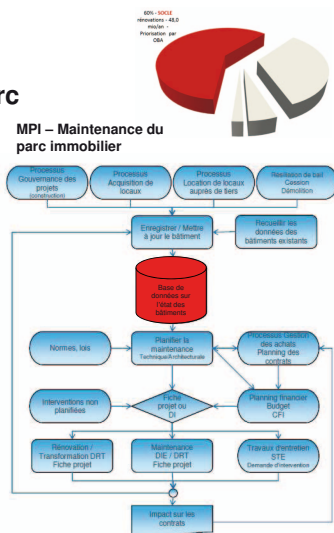 60% - SOCLE
rénovations - 48,0
mio/an -
Priorisation par
OBA
rc
MPI – Maintenance du
parc immobilier
Processus
Gouvernance des
projets
(construction)
Processus
Acquisition de
locaux
Processus
Location de locaux
auprès de tiers
Résiliation de bail
Cession
Démolition
Enregistrer / Mettre
à jour le bâtiment
Recueillir les
données des
bâtiments existants
Base de
données sur
l'état des
bâtiments
Normes, lois
Planifier la
maintenance
Technique/Architecturale
Processus Gestion
des achats
Planning des
contrats
Interventions non
planifiées
Fiche
projet ou
DI
Planning financier
Budget
CFI
Rénovation /
Transformation DRT
Fiche projet
Maintenance
DIE / DRT
Fiche projet
Travaux d'entretien
STE
Demande d'intervention
Impact sur les
contrats